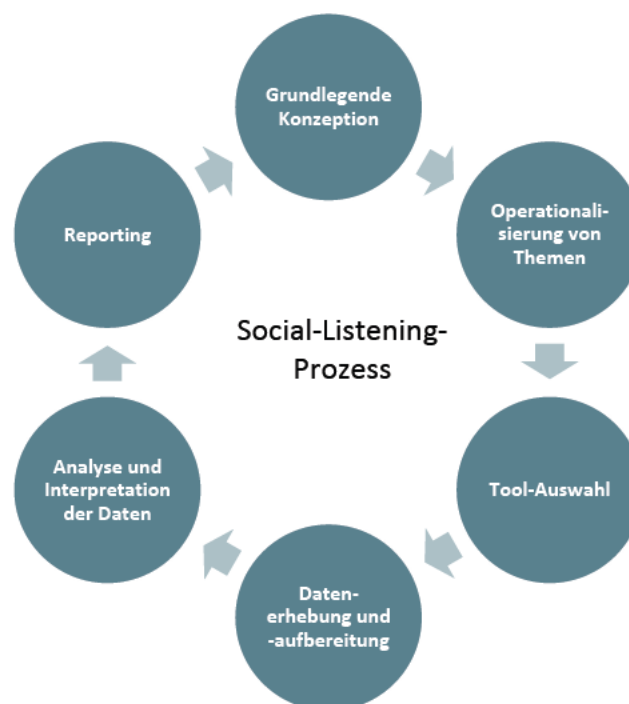 Grundlegende
Konzeption
Operationali-
sierung von
Themen
Tool-Auswahl
Daten-
erhebung und
-aufbereitung
Analyse und
Interpretation
der Daten
Reporting
Social-Listening-
Prozess